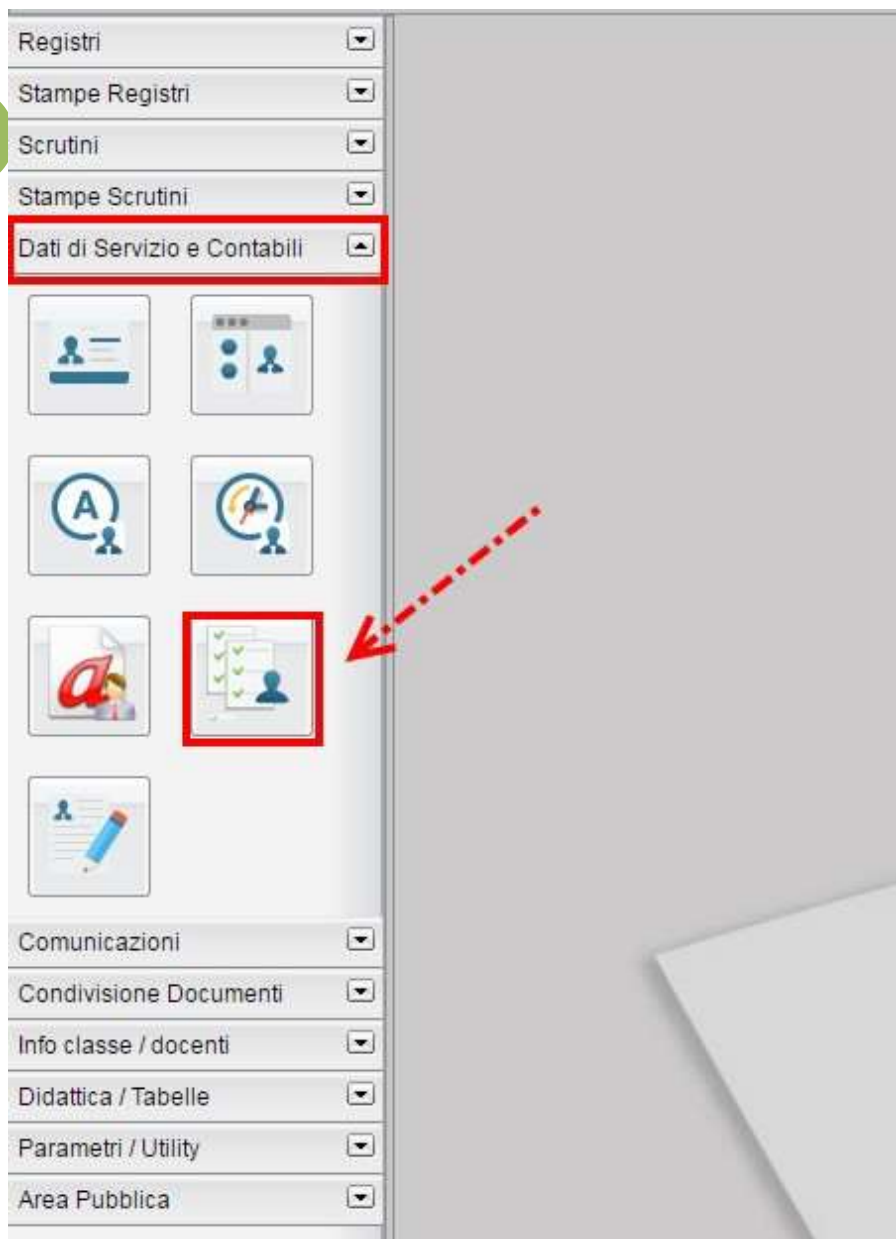 Registri
Stampe Registri
Scrutini
Stampe Scrutini
Dati di Servizio e Contabili
A
a
Comunicazioni
Condivisione Documenti
Info classe / docenti
Didattica / Tabelle
Parametri / Utility
Area Pubblica